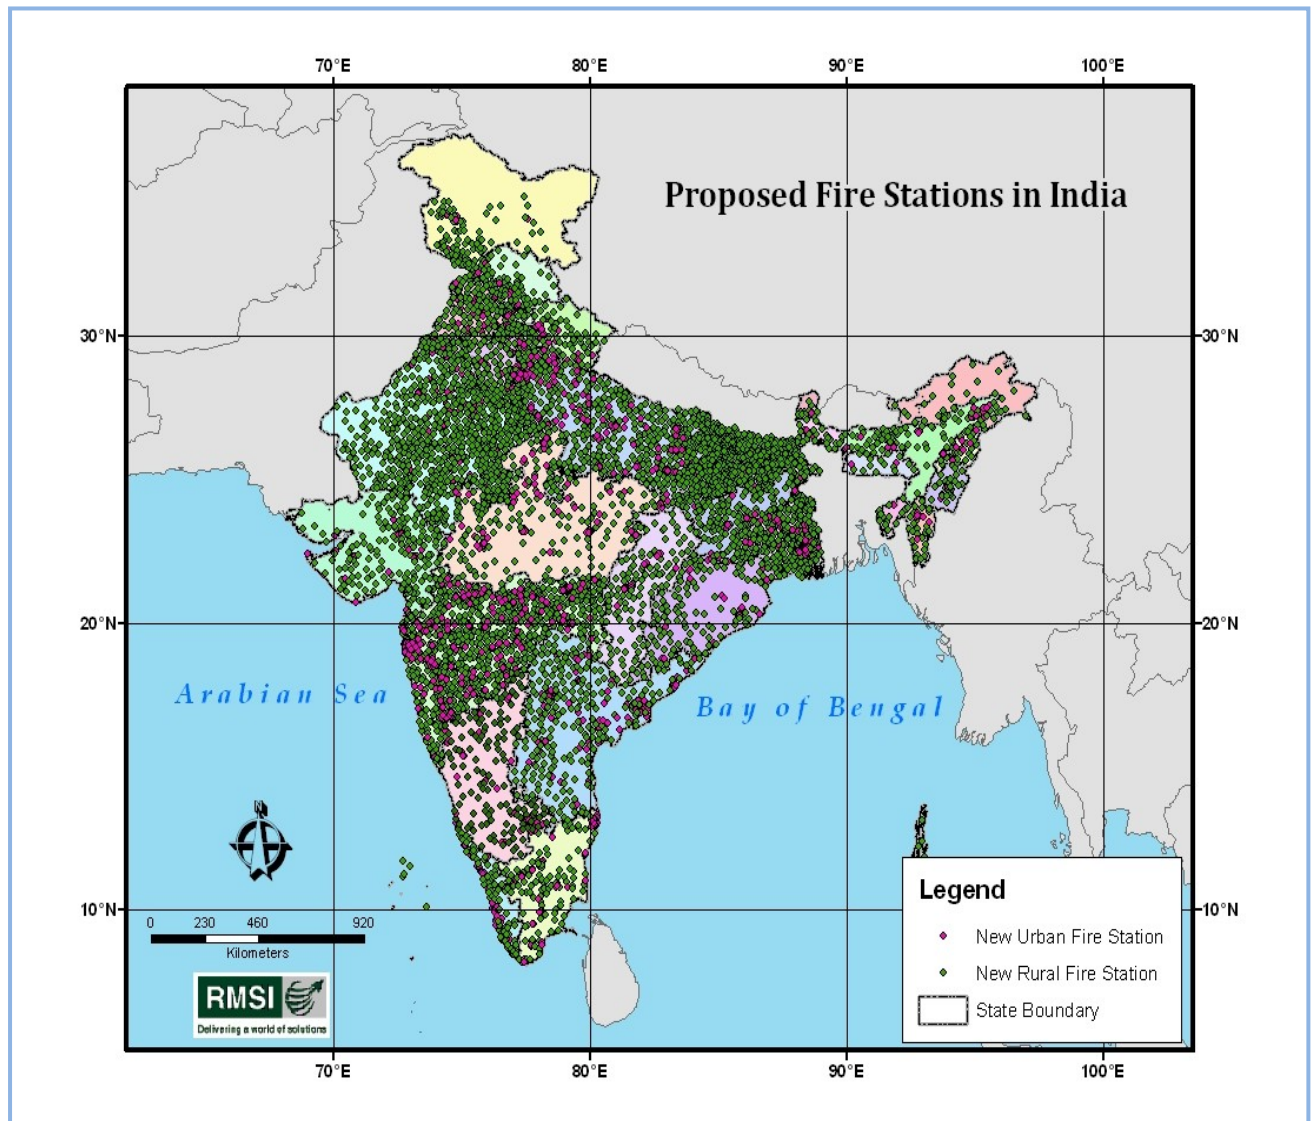 70°E 80°E 90°E 100°E
Proposed Fire Stations in India
30°N 30°N
20°N 20°N
Arabian Sea
Bay of Bengal
N
Legend
10°N 10°N
0 230 460 920
Kilometers
New Urban Fire Station
New Rural Fire Station
State Boundary
RMSI
Delivering a world of solutions
70°E 80°E 90°E 100°E